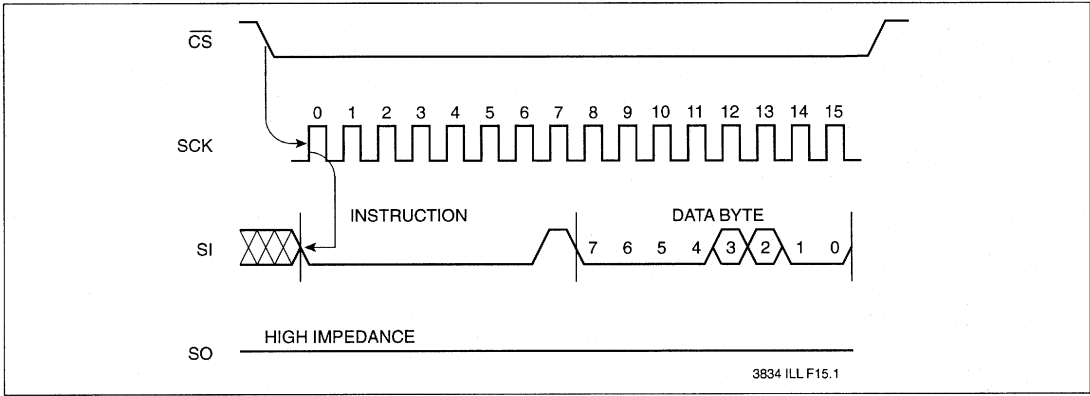 CS
0 1 2 3 4 5 6 7 8 9 10 11 12 13 14 15
SCK
INSTRUCTION DATA BYTE
SI 7 6 5 4 3 2 1 0
HIGH IMPEDANCE
SO
3834 ILL F15.1